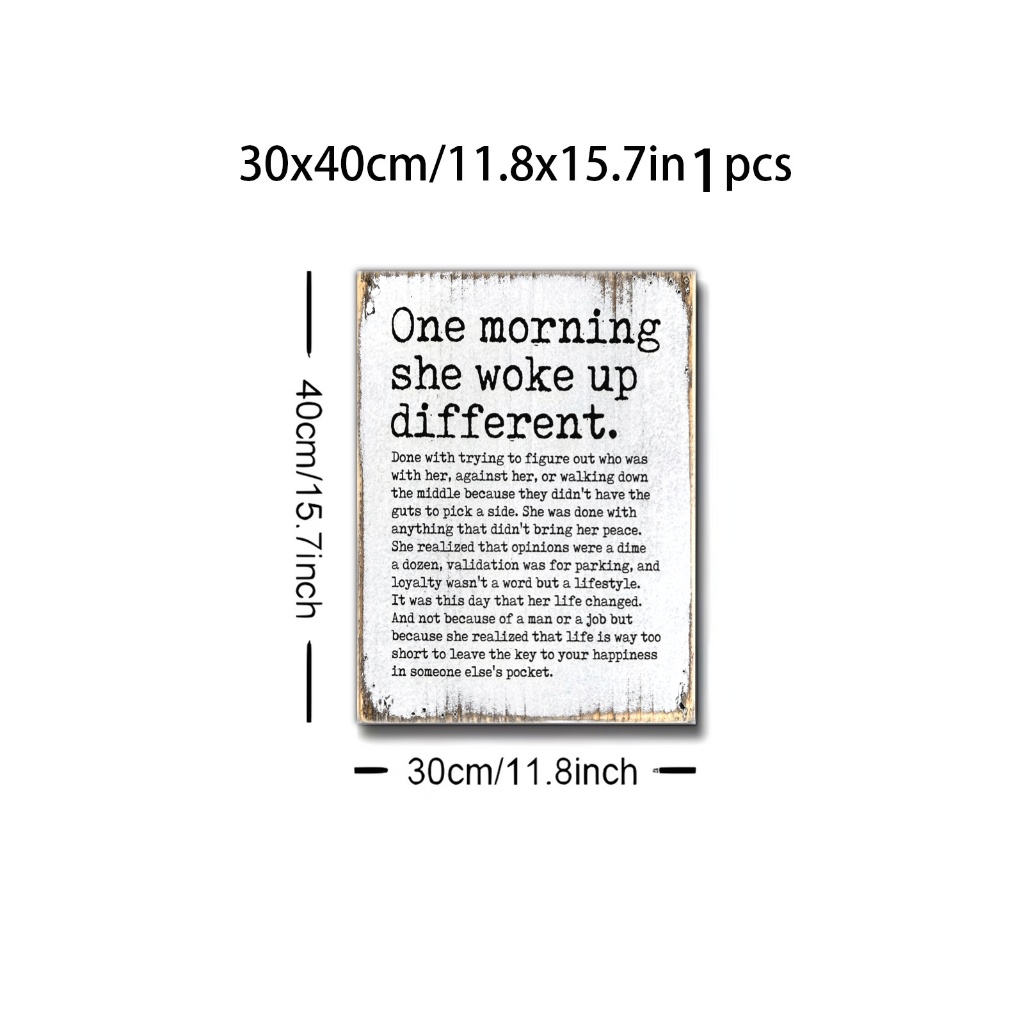 30x40cm/11.8x15.7in 1 pcs
One morning
she woke up
different.
Done with trying to figure out who was
with her, against her, or walking down
the middle because they didn't have the
guts to pick a side. She was done with
anything that didn't bring her peace.
She realized that opinions were a dime
a dozen, validation was for parking, and
loyalty wasn't a word but a lifestyle.
It was this day that her life changed.
And not because of a man or a job but
because she realized that life is way too
short to leave the key to your happiness
in someone else's pocket.
40cm/15.7inch
30cm/11.8inch